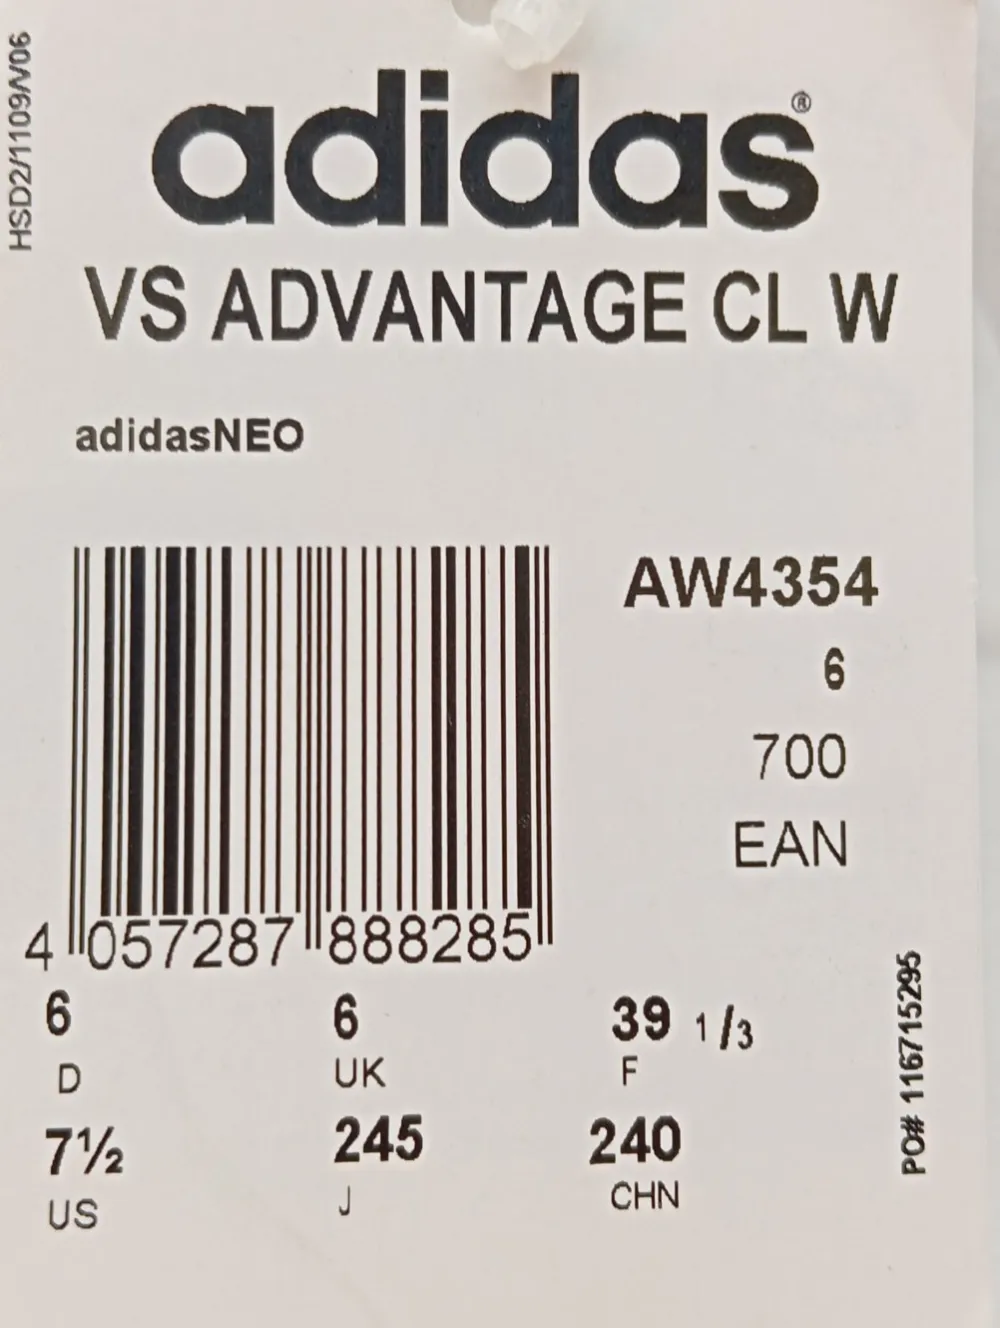 HSD2/1109/V06
adidas®
VS ADVANTAGE CL W
adidasNEO
AW4354
6
700
EAN
4 057287 888285
6 6 39 1/3
D UK F
7½ 245 240
US J CHN
PO# 116715295